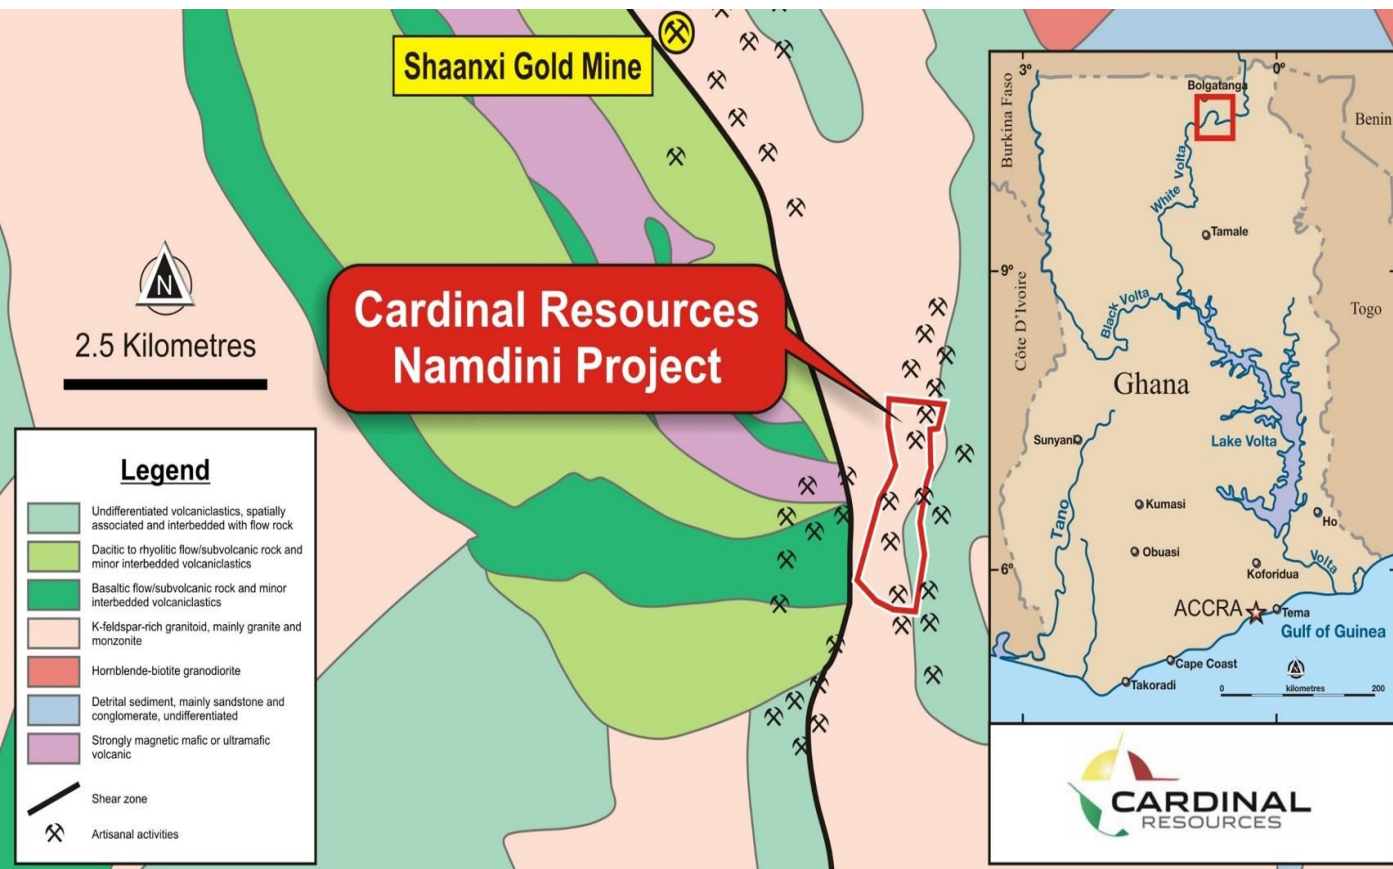 Shaanxi Gold Mine
Cardinal Resources
Namdini Project
N
2.5 Kilometres
Legend
Undifferentiated volcaniclastics, spatially
associated and interbedded with flow rock
Dacitic to rhyolitic flow/subvolcanic rock and
minor interbedded volcaniclastics
Basaltic flow/subvolcanic rock and minor
interbedded volcaniclastics
K-feldspar-rich granitoid, mainly granite and
monzonite
Hornblende-biotite granodiorite
Detrital sediment, mainly sandstone and
conglomerate, undifferentiated
Strongly magnetic mafic or ultramafic
volcanic
Shear zone
Artisanal activities
3º
0º
Bolgatanga
Burkina Faso
Benin
White Volta
Tamale
9º
Black Volta
Côte D'Ivoire
Togo
Ghana
Sunyani
Lake Volta
Kumasi
Tano
Ho
Obuasi
Volta
6º
Koforidua
ACCRA
Tema
Gulf of Guinea
Cape Coast
Takoradi
0 kilometres 200
CARDINAL
RESOURCES